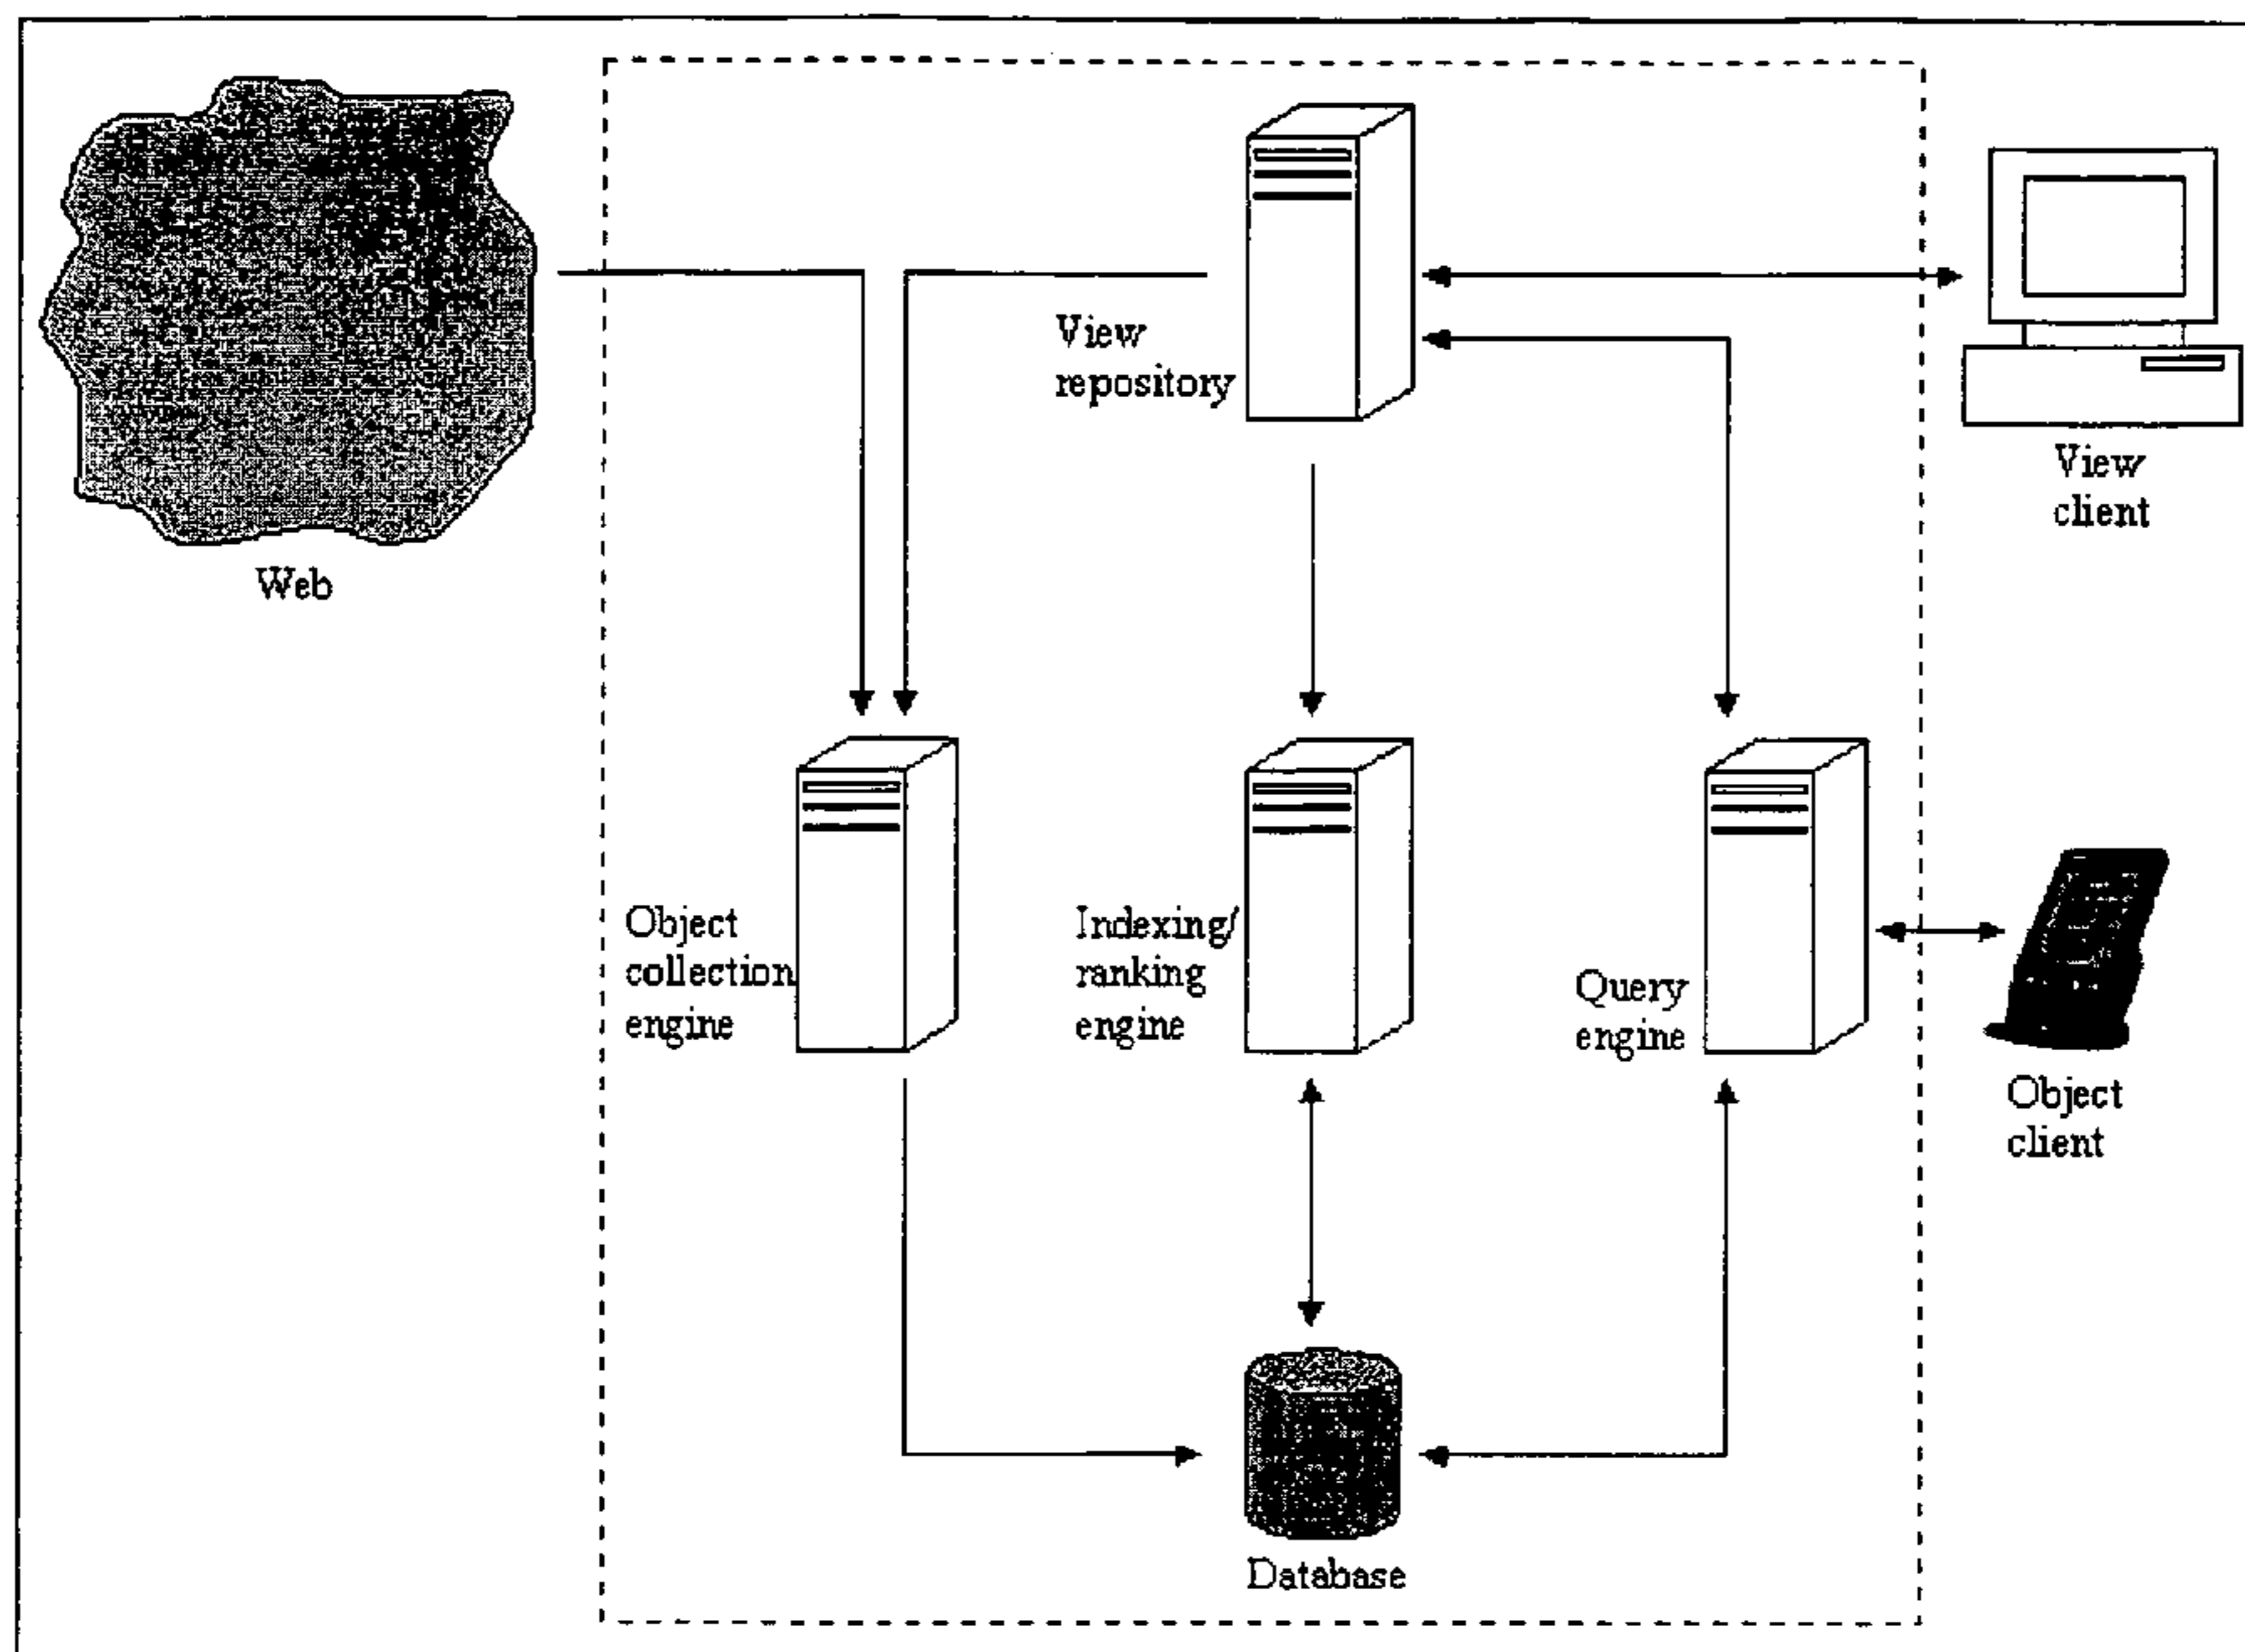 Web
View
repository
View
client
Object
collection
engine
Indexing/
ranking
engine
Query
engine
Object
client
Database